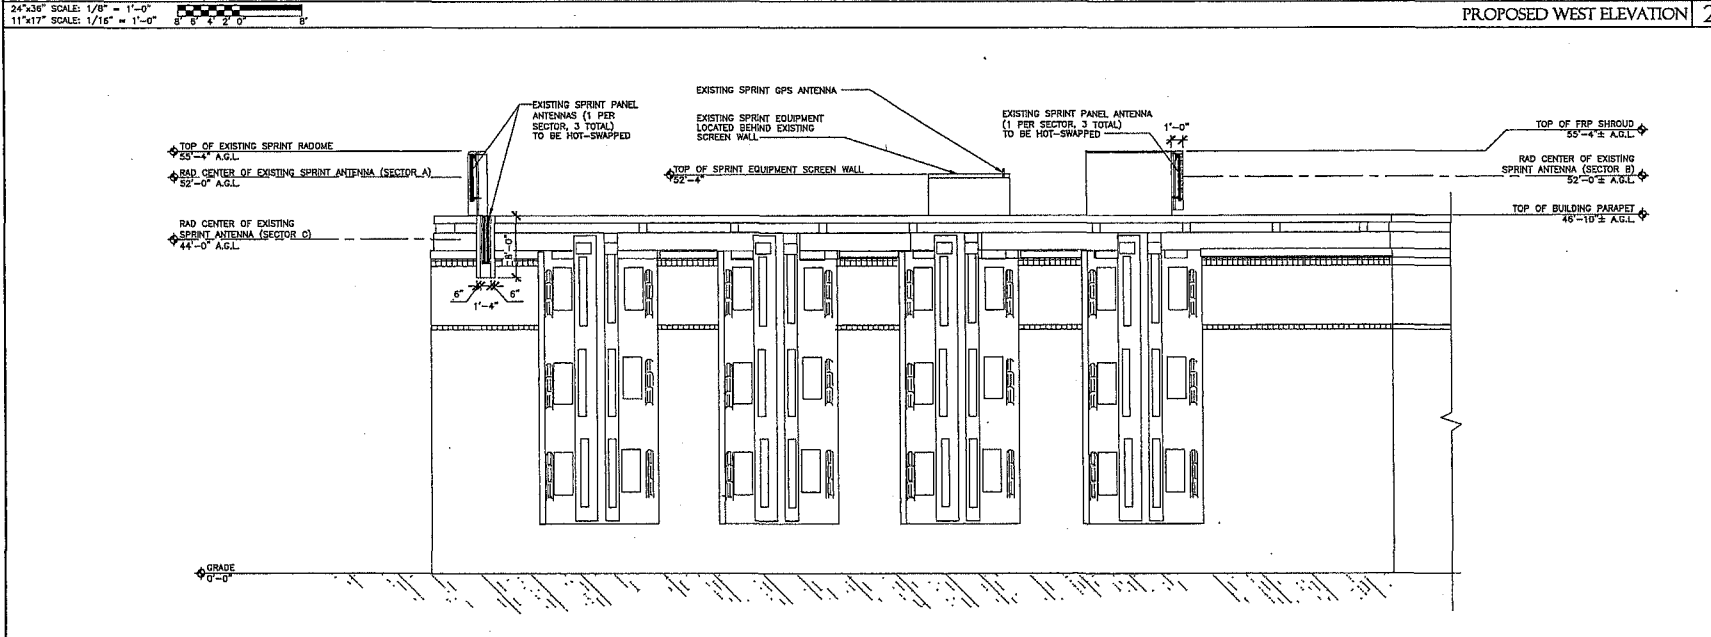 24"x36" SCALE: 1/8" = 1'-0"
11"x17" SCALE: 1/16" = 1'-0"
8' 6' 4' 2' 0" 8'
PROPOSED WEST ELEVATION 2
EXISTING SPRINT PANEL
ANTENNAS (1 PER
SECTOR, 3 TOTAL)
TO BE HOT-SWAPPED
EXISTING SPRINT GPS ANTENNA
EXISTING SPRINT EQUIPMENT
LOCATED BEHIND EXISTING
SCREEN WALL
EXISTING SPRINT PANEL ANTENNA
(1 PER SECTOR, 3 TOTAL)
TO BE HOT-SWAPPED
1'-0"
TOP OF FRP SHROUD
55'-4"± A.G.L.
TOP OF EXISTING SPRINT RADOME
55'-4" A.G.L.
RAD CENTER OF EXISTING SPRINT ANTENNA (SECTOR A)
52'-0" A.G.L.
TOP OF SPRINT EQUIPMENT SCREEN WALL
52'-4"
RAD CENTER OF EXISTING
SPRINT ANTENNA (SECTOR B)
52'-0"± A.G.L.
TOP OF BUILDING PARAPET
46'-10"± A.G.L.
RAD CENTER OF EXISTING
SPRINT ANTENNA (SECTOR C)
44'-0" A.G.L.
8'-0"
6" 6"
1'-4"
GRADE
0'-0"